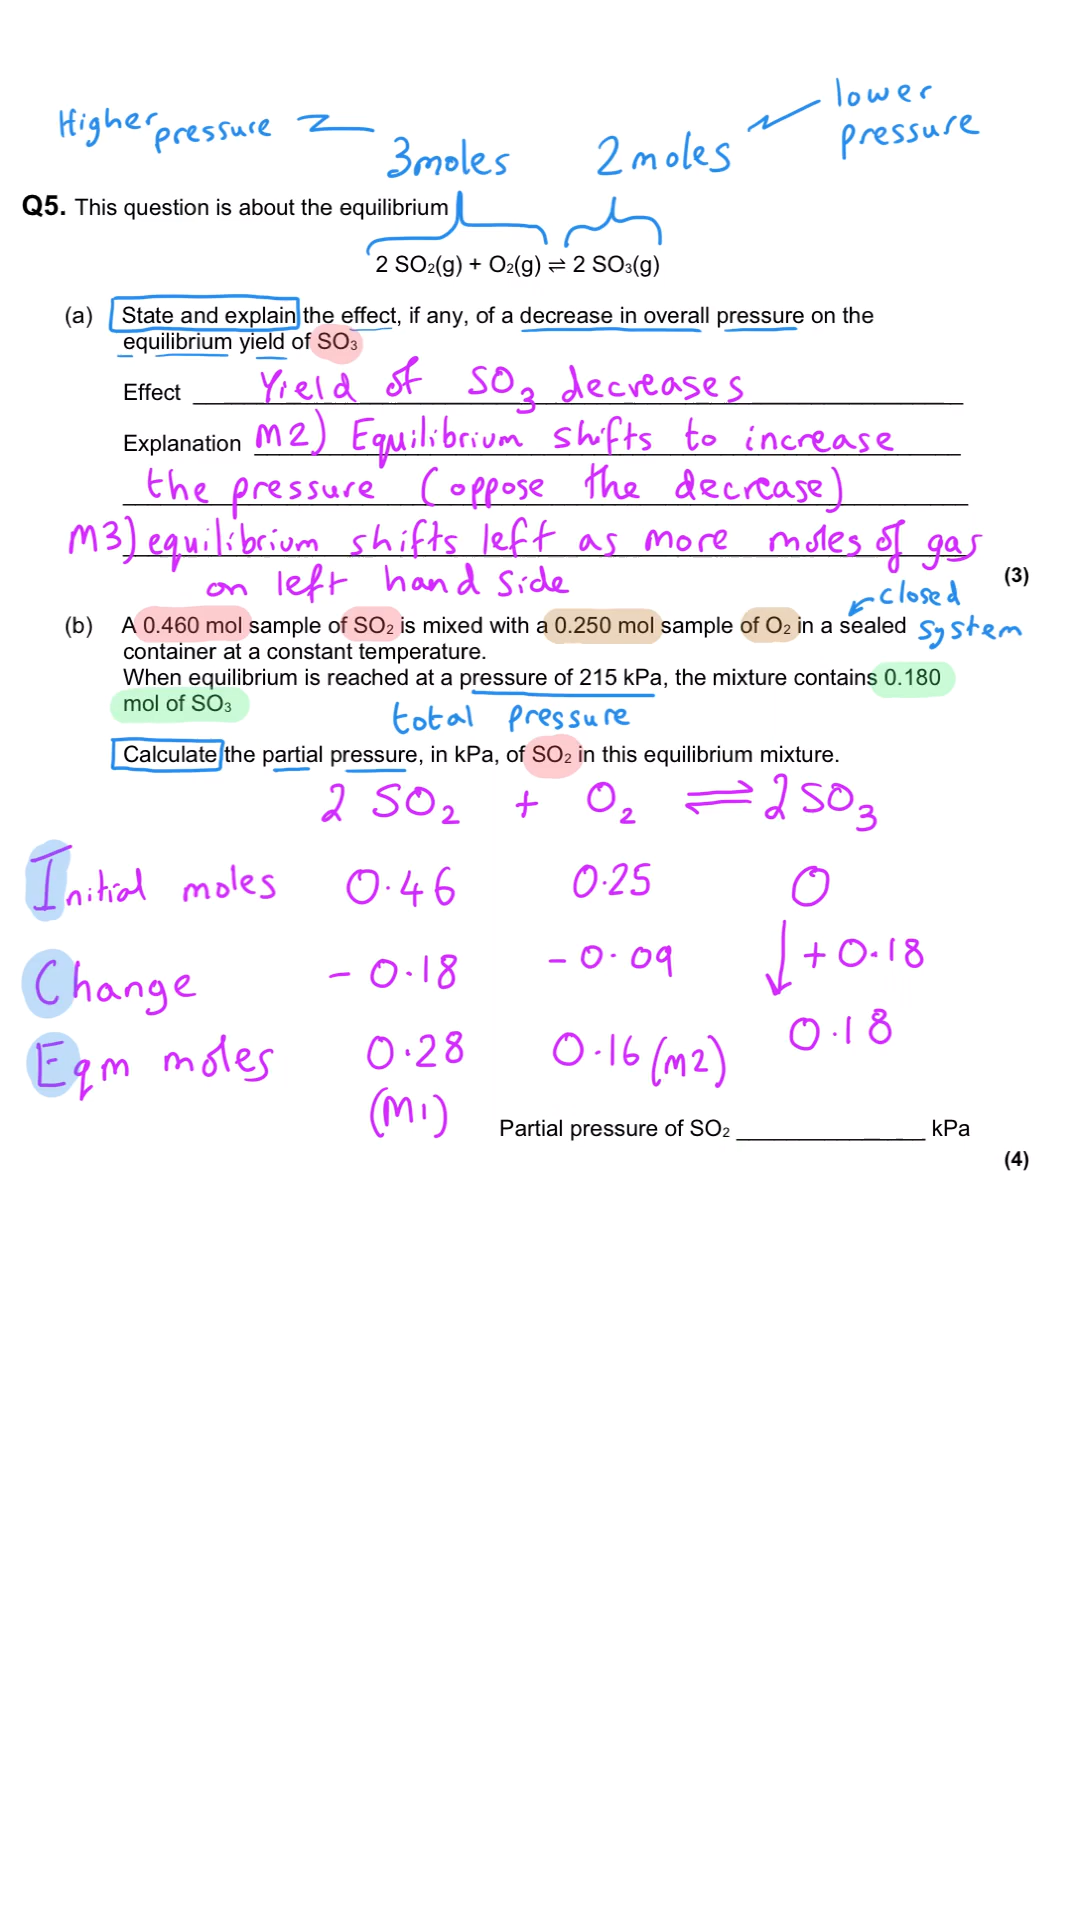 Higher pressure
lower
pressure
3moles 2 moles
Q5. This question is about the equilibrium
2 SO₂(g) + O₂(g) ⇌ 2 SO₃(g)
(a) State and explain the effect, if any, of a decrease in overall pressure on the
equilibrium yield of SO₃
Effect Yield of SO₃ decreases
Explanation M2) Equilibrium shifts to increase
the pressure (oppose the decrease)
M3) equilibrium shifts left as more moles of gas
on left hand side
(3)
closed
system
(b) A 0.460 mol sample of SO₂ is mixed with a 0.250 mol sample of O₂ in a sealed
container at a constant temperature.
When equilibrium is reached at a pressure of 215 kPa, the mixture contains 0.180
mol of SO₃
total pressure
Calculate the partial pressure, in kPa, of SO₂ in this equilibrium mixture.
2 SO₂ + O₂ ⇌ 2 SO₃
Initial moles 0.46 0.25 0
Change - 0.18 - 0.09 + 0.18
Eqm moles 0.28 0.16 (M2) 0.18
(M1)
Partial pressure of SO₂ ______________ kPa
(4)